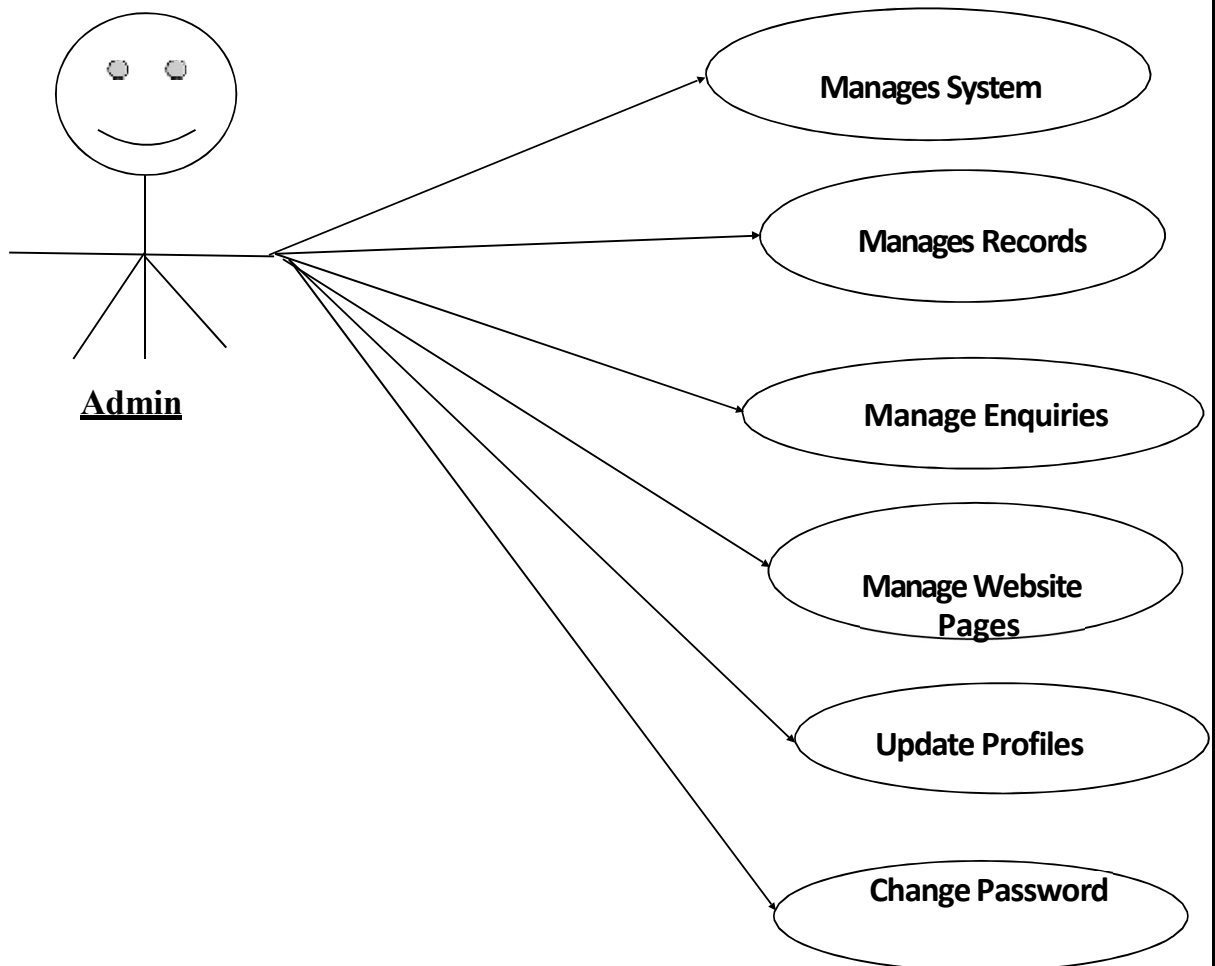 Manages System
Manages Records
Admin
Manage Enquiries
Manage Website
Pages
Update Profiles
Change Password